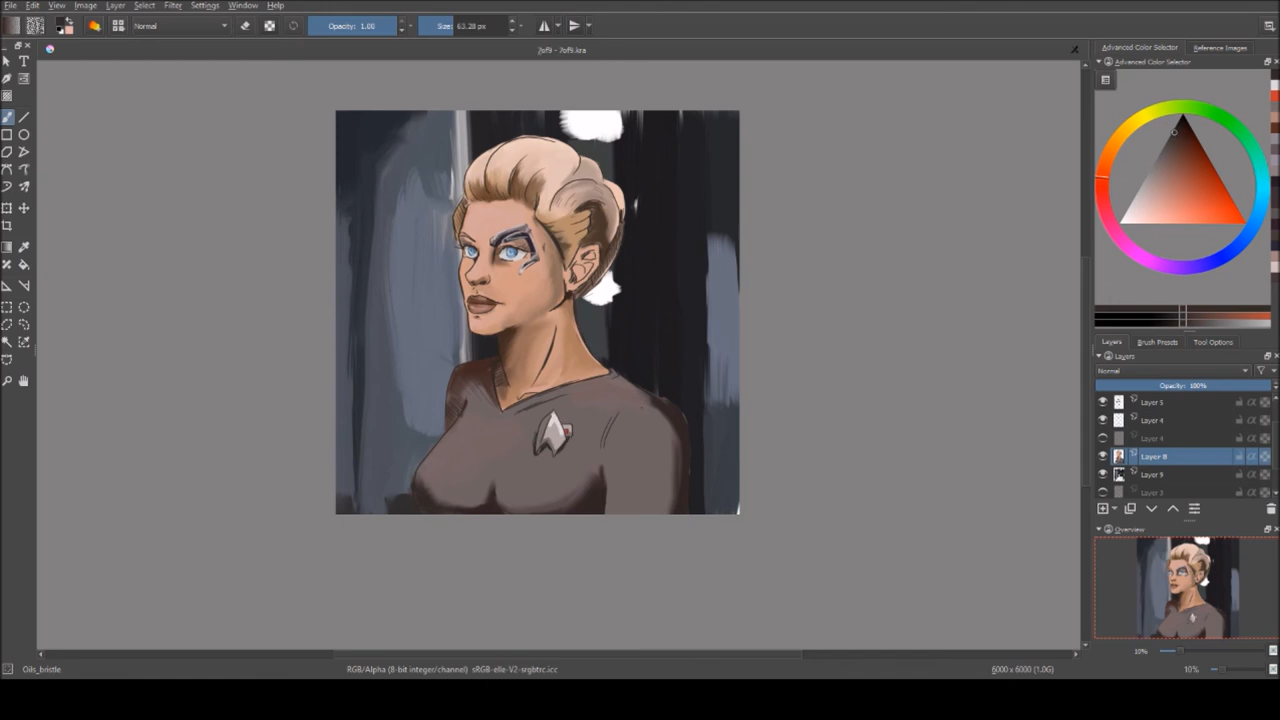 File Edit View Image Layer Select Filter Settings Window Help
Normal Opacity: 1.00 Size: 63.28 px
7of9 - 7of9.kra
Advanced Color Selector Reference Images
Advanced Color Selector
Layers Brush Presets Tool Options
Layers
Normal
Opacity: 100%
Layer 5
Layer 4
Layer 4
Layer 8
Layer 9
Layer 3
Overview
10%
Oils_bristle RGB/Alpha (8-bit integer/channel) sRGB-elle-V2-srgbtrc.icc 6000 x 6000 (1.0G) 10%